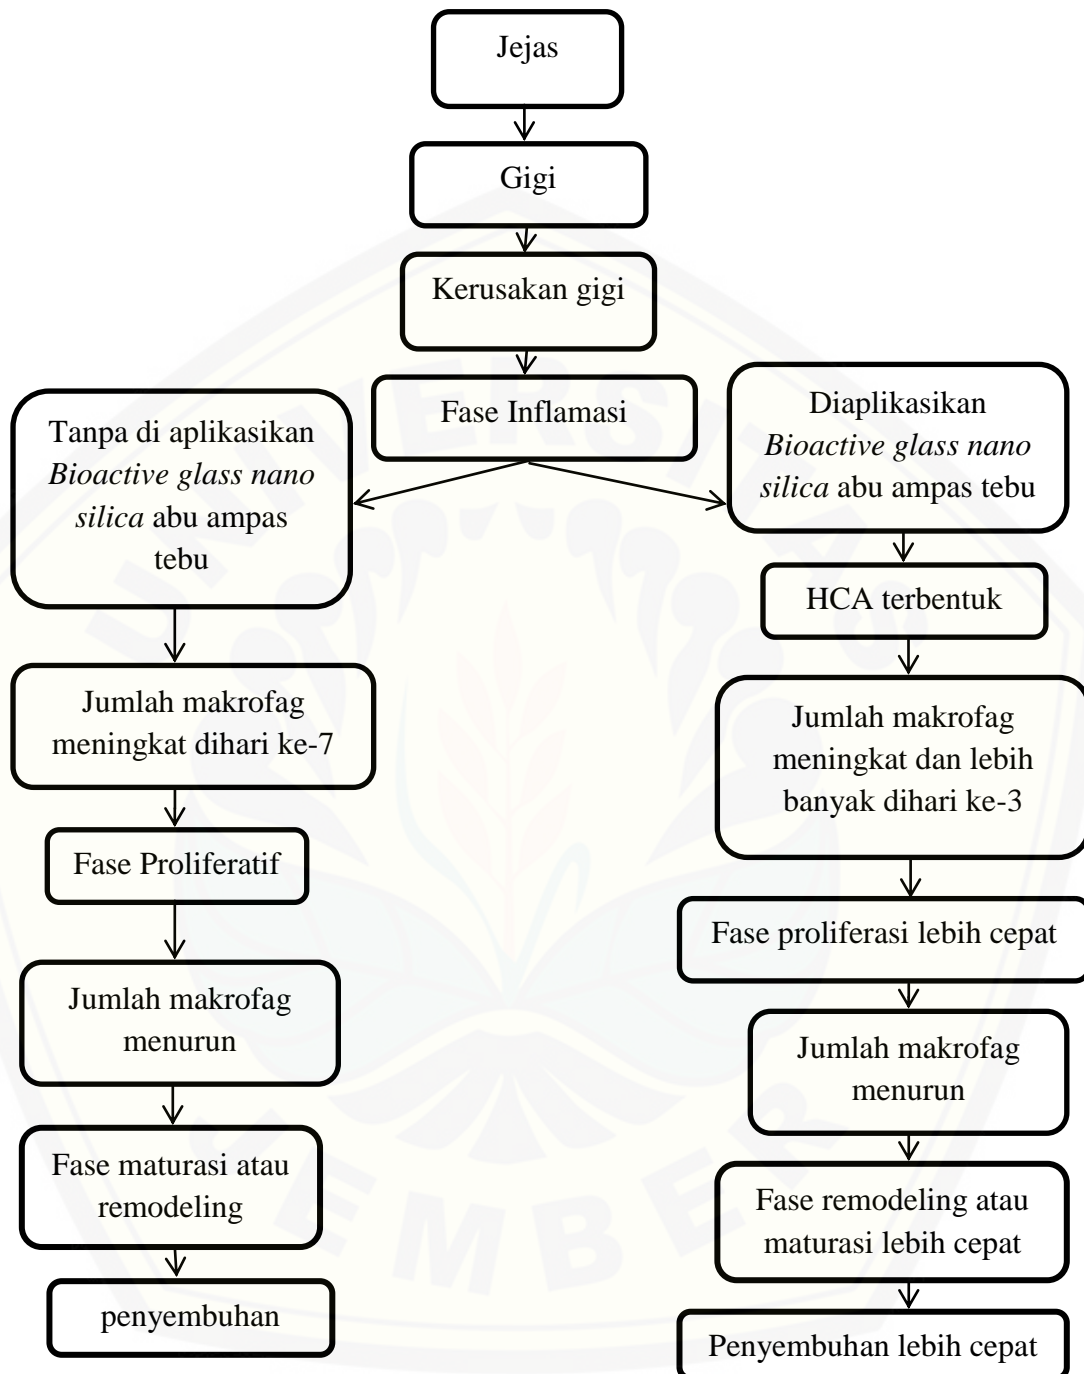 Jejas
Gigi
Kerusakan gigi
Fase Inflamasi
Tanpa di aplikasikan
Bioactive glass nano
silica abu ampas
tebu
Jumlah makrofag
meningkat dihari ke-7
Fase Proliferatif
Jumlah makrofag
menurun
Fase maturasi atau
remodeling
penyembuhan
Diaplikasikan
Bioactive glass nano
silica abu ampas tebu
HCA terbentuk
Jumlah makrofag
meningkat dan lebih
banyak dihari ke-3
Fase proliferasi lebih cepat
Jumlah makrofag
menurun
Fase remodeling atau
maturasi lebih cepat
Penyembuhan lebih cepat
UNIVERSITAS
JEMBER